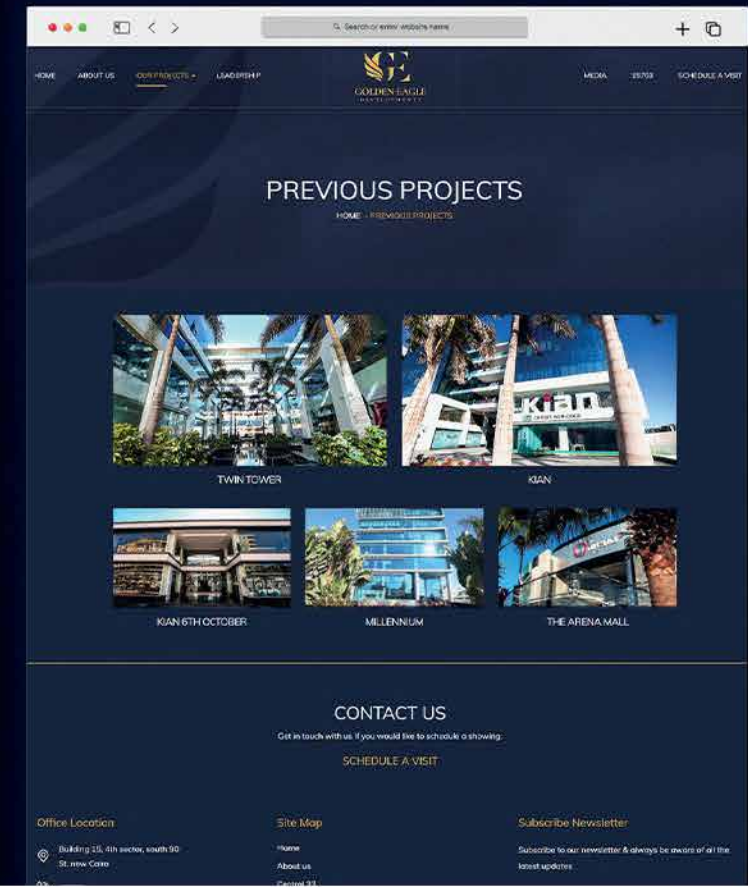 Search or enter website name
HOME ABOUT US OUR PROJECTS LEADERSHIP
GE
GOLDEN EAGLE
DEVELOPMENTS
MEDIA SCHEDULE A VISIT
PREVIOUS PROJECTS
HOME - PREVIOUS PROJECTS
kian
TWIN TOWER
KIAN
KIAN 6TH OCTOBER
MILLENNIUM
THE ARENA MALL
CONTACT US
Get in touch with us if you would like to schedule a showing.
SCHEDULE A VISIT
Office Location
Building 15, 4th sector, south 90
St. new Cairo
Site Map
Home
About us
Subscribe Newsletter
Subscribe to our newsletter & always be aware of all the
latest updates